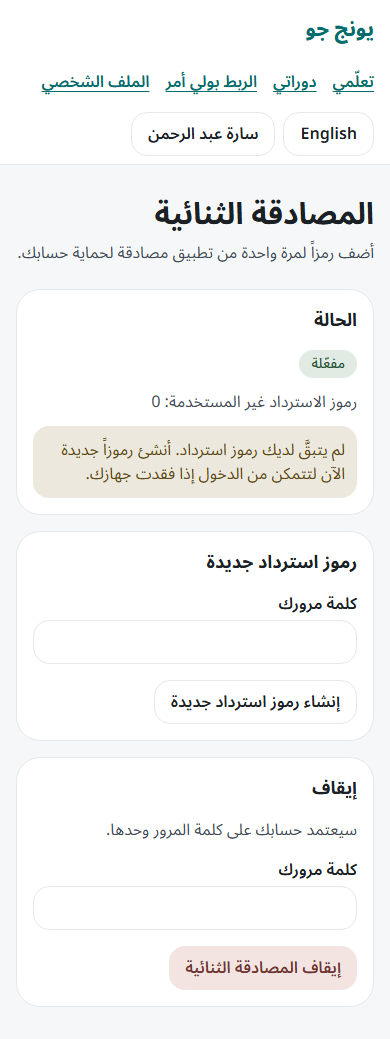 يونج جو
تعلّمي
دوراتي
الربط بولي أمر
الملف الشخصي
English
سارة عبد الرحمن
المصادقة الثنائية
أضف رمزاً لمرة واحدة من تطبيق مصادقة لحماية حسابك.
الحالة
مفعّلة
رموز الاسترداد غير المستخدمة: 0
لم يتبقَّ لديك رموز استرداد. أنشئ رموزاً جديدة
الآن لتتمكن من الدخول إذا فقدت جهازك.
رموز استرداد جديدة
كلمة مرورك
إنشاء رموز استرداد جديدة
إيقاف
سيعتمد حسابك على كلمة المرور وحدها.
كلمة مرورك
إيقاف المصادقة الثنائية